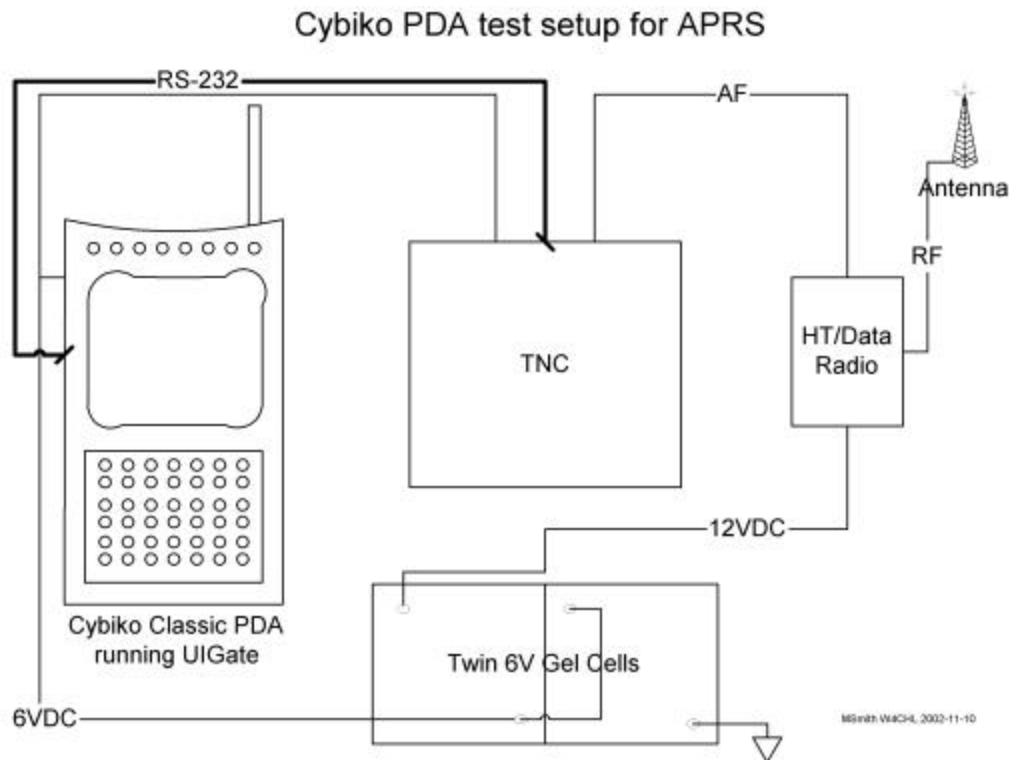 Cybiko PDA test setup for APRS
RS-232
AF
Antenna
RF
HT/Data
Radio
TNC
12VDC
Cybiko Classic PDA
running UIGate
Twin 6V Gel Cells
6VDC
MSmith W4CHL, 2002-11-10